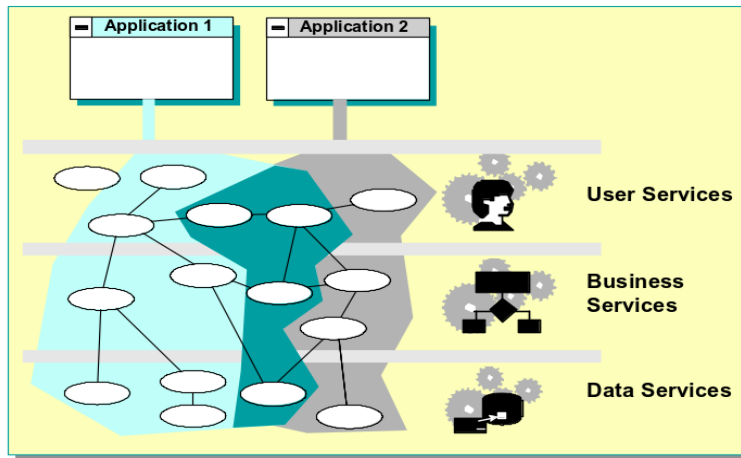 Application 1
Application 2
User Services
Business
Services
Data Services